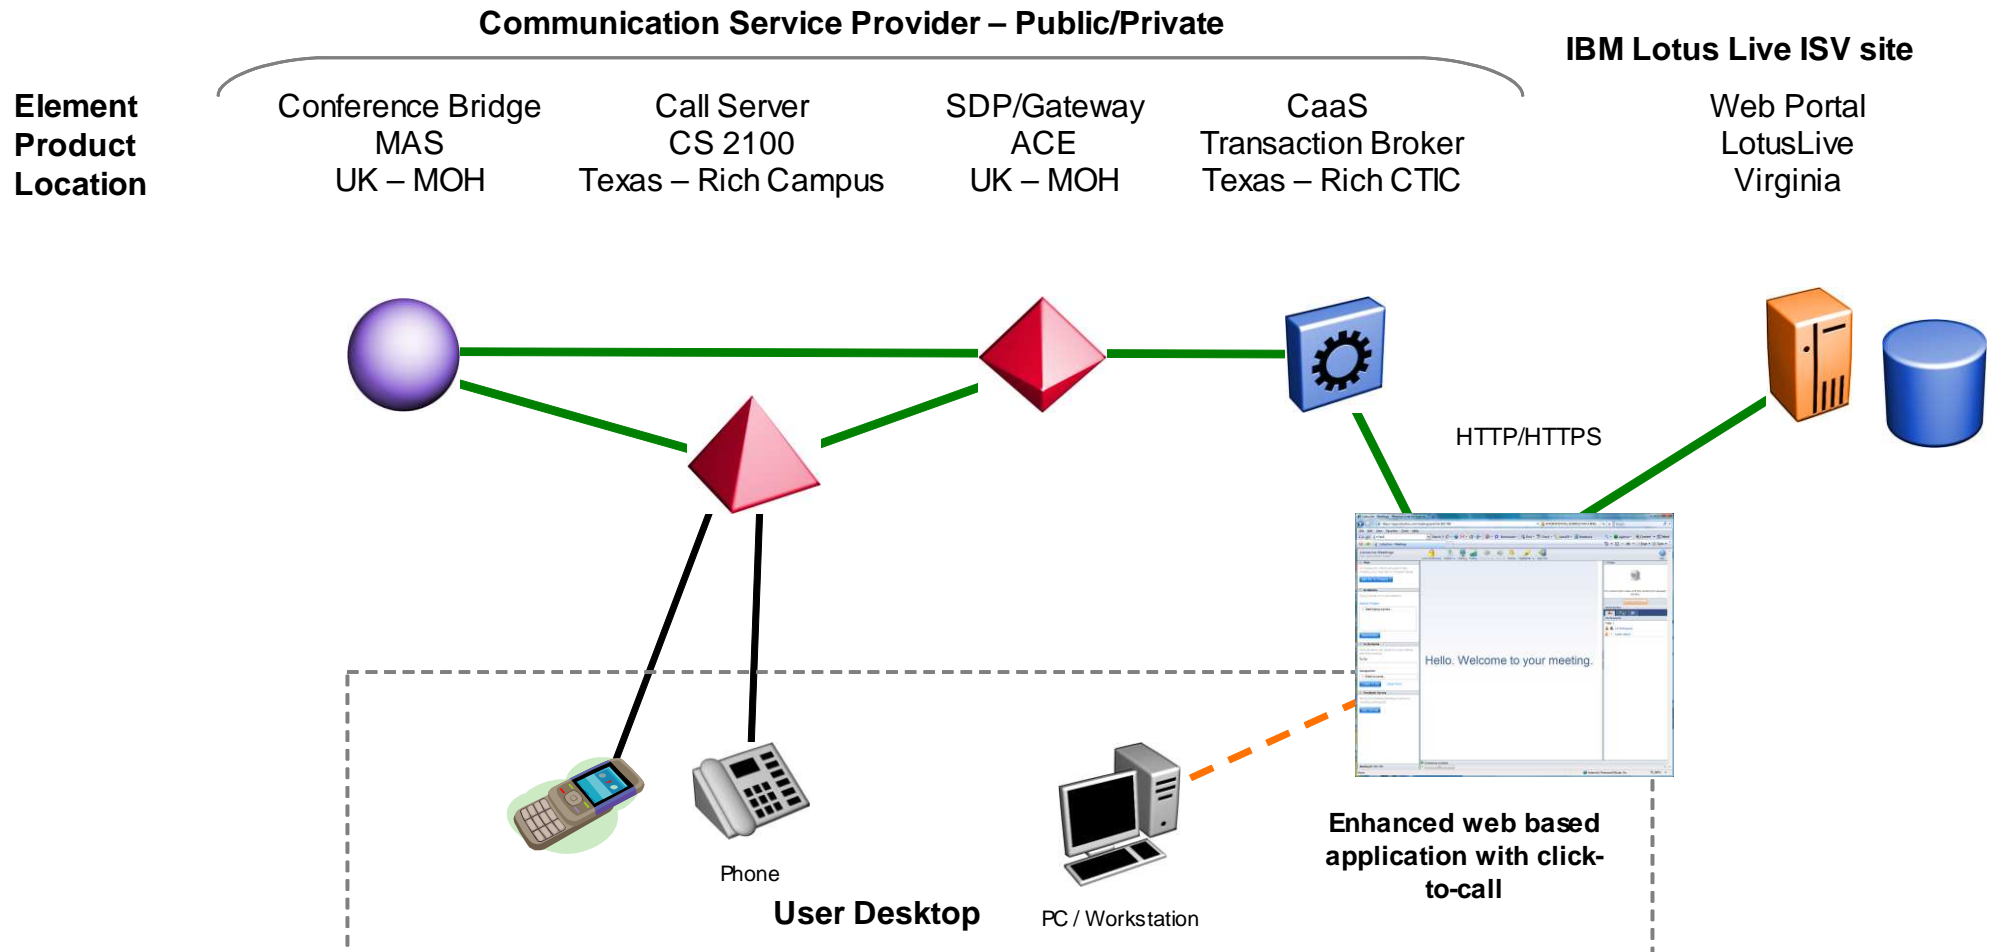 Communication Service Provider – Public/Private
IBM Lotus Live ISV site
Element
Product
Location
Conference Bridge
MAS
UK – MOH
Call Server
CS 2100
Texas – Rich Campus
SDP/Gateway
ACE
UK – MOH
CaaS
Transaction Broker
Texas – Rich CTIC
Web Portal
LotusLive
Virginia
HTTP/HTTPS
Hello. Welcome to your meeting.
Phone
User Desktop
PC / Workstation
Enhanced web based
application with click-
to-call